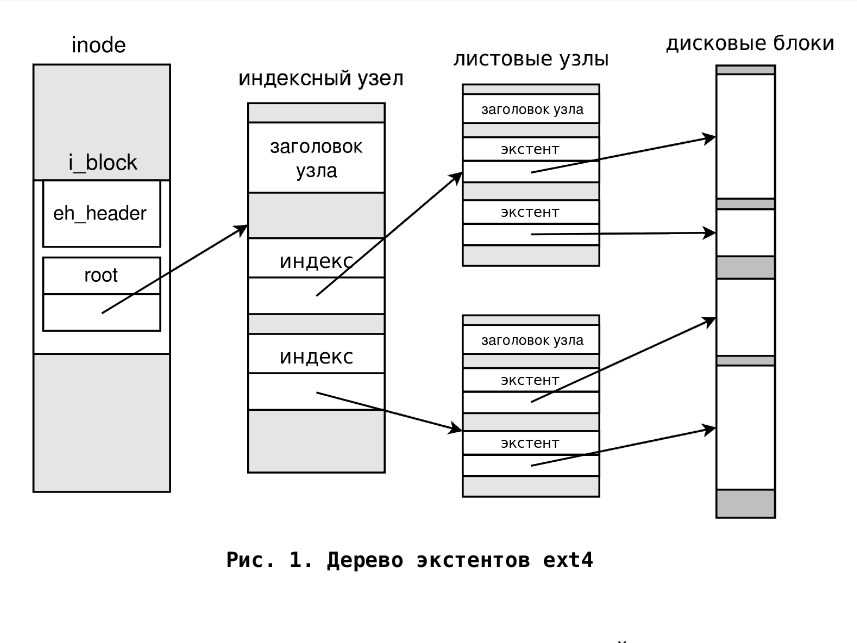 inode
i_block
eh_header
root
индексный узел
заголовок
узла
индекс
индекс
листовые узлы
заголовок узла
экстент
экстент
заголовок узла
экстент
экстент
дисковые блоки
Рис. 1. Дерево экстентов ext4